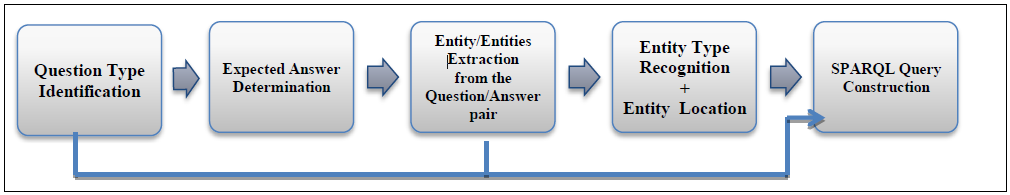 Question Type
Identification
Expected Answer
Determination
Entity/Entities
Extraction
from the
Question/Answer
pair
Entity Type
Recognition
+
Entity Location
SPARQL Query
Construction